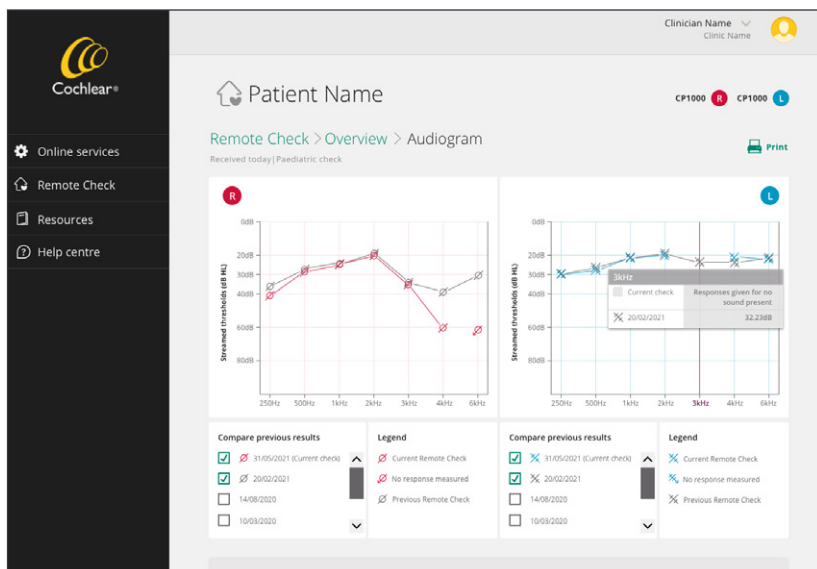 Clinician Name
Clinic Name
Cochlear®
Patient Name
CP1000 R CP1000 L
Online services
Remote Check
Resources
Help centre
Remote Check > Overview > Audiogram
Received today|Paediatric check
Print
R
Streamed thresholds (dB HL)
0dB
20dB
30dB
40dB
60dB
80dB
250Hz 500Hz 1kHz 2kHz 3kHz 4kHz 6kHz
L
Streamed thresholds (dB HL)
0dB
20dB
30dB
40dB
60dB
80dB
250Hz 500Hz 1kHz 2kHz 3kHz 4kHz 6kHz
3kHz
Current check Responses given for no
sound present
20/02/2021 32.23dB
Compare previous results
31/05/2021 (Current check)
20/02/2021
14/08/2020
10/03/2020
Legend
Current Remote Check
No response measured
Previous Remote Check
Compare previous results
31/05/2021 (Current check)
20/02/2021
14/08/2020
10/03/2020
Legend
Current Remote Check
No response measured
Previous Remote Check